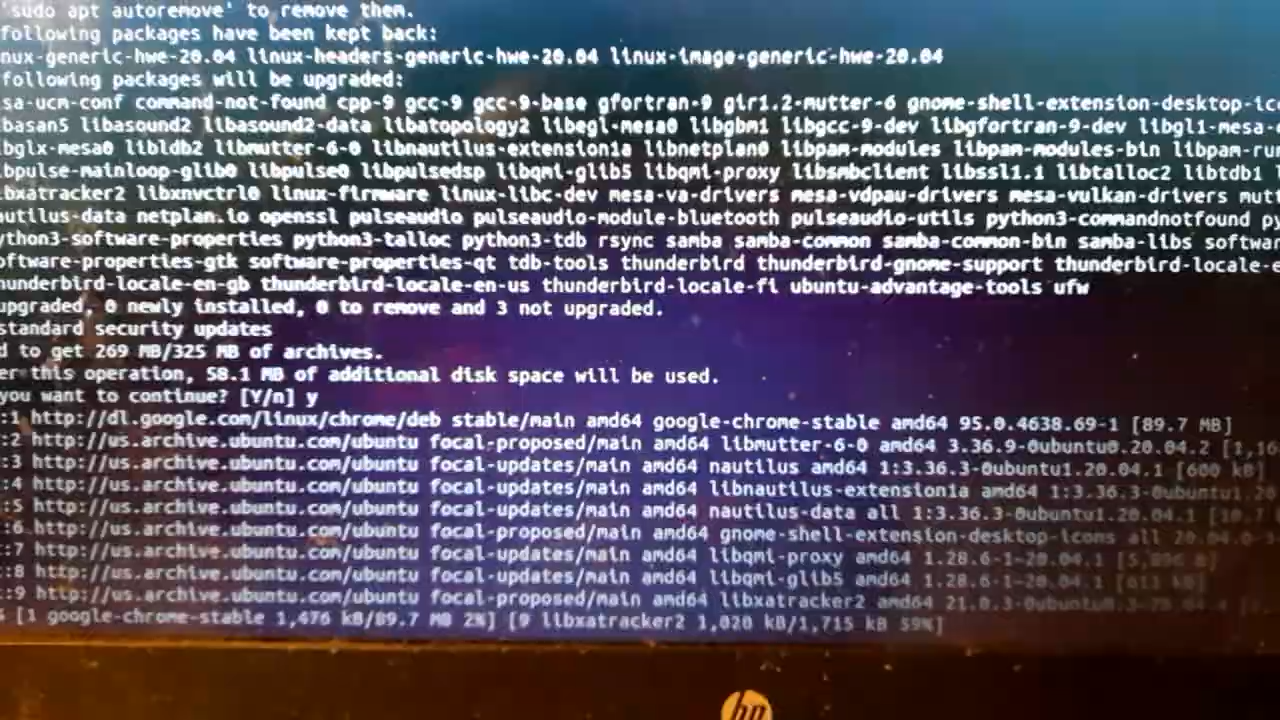 'sudo apt autoremove' to remove them.
following packages have been kept back:
nux-generic-hwe-20.04 linux-headers-generic-hwe-20.04 linux-image-generic-hwe-20.04
following packages will be upgraded:
sa-ucm-conf command-not-found cpp-9 gcc-9 gcc-9-base gfortran-9 gir1.2-mutter-6 gnome-shell-extension-desktop-ic
basan5 libasound2 libasound2-data libatopology2 libegl-mesa0 libgbm1 libgcc-9-dev libgfortran-9-dev libgl1-mesa-
bglx-mesa0 libldb2 libmutter-6-0 libnautilus-extension1a libnetplan0 libpam-modules libpam-modules-bin libpam-run
bpulse-mainloop-glib0 libpulse0 libpulsedsp libqmi-glib5 libqmi-proxy libsmbclient libssl1.1 libtalloc2 libtdb1 l
bxatracker2 libxnvctrl0 linux-firmware linux-libc-dev mesa-va-drivers mesa-vdpau-drivers mesa-vulkan-drivers mutt
autilus-data netplan.io openssl pulseaudio pulseaudio-module-bluetooth pulseaudio-utils python3-commandnotfound py
ython3-software-properties python3-talloc python3-tdb rsync samba samba-common samba-common-bin samba-libs softwar
oftware-properties-gtk software-properties-qt tdb-tools thunderbird thunderbird-gnome-support thunderbird-locale-e
hunderbird-locale-en-gb thunderbird-locale-en-us thunderbird-locale-fi ubuntu-advantage-tools ufw
upgraded, 0 newly installed, 0 to remove and 3 not upgraded.
standard security updates
d to get 269 MB/325 MB of archives.
er this operation, 58.1 MB of additional disk space will be used.
you want to continue? [Y/n] y
:1 http://dl.google.com/linux/chrome/deb stable/main amd64 google-chrome-stable amd64 95.0.4638.69-1 [89.7 MB]
:2 http://us.archive.ubuntu.com/ubuntu focal-proposed/main amd64 libmutter-6-0 amd64 3.36.9-0ubuntu0.20.04.2 [1,16
:3 http://us.archive.ubuntu.com/ubuntu focal-updates/main amd64 nautilus amd64 1:3.36.3-0ubuntu1.20.04.1 [600 kB]
:4 http://us.archive.ubuntu.com/ubuntu focal-updates/main amd64 libnautilus-extension1a amd64 1:3.36.3-0ubuntu1.20
:5 http://us.archive.ubuntu.com/ubuntu focal-updates/main amd64 nautilus-data all 1:3.36.3-0ubuntu1.20.04.1
:6 http://us.archive.ubuntu.com/ubuntu focal-proposed/main amd64 gnome-shell-extension-desktop-icons all
:7 http://us.archive.ubuntu.com/ubuntu focal-updates/main amd64 libqmi-proxy amd64 1.28.6-1~20.04.1
:8 http://us.archive.ubuntu.com/ubuntu focal-updates/main amd64 libqmi-glib5 amd64 1.28.6-1~20.04.1
:9 http://us.archive.ubuntu.com/ubuntu focal-proposed/main amd64 libxatracker2 amd64
[1 google-chrome-stable 1,476 kB/89.7 MB 2%] [9 libxatracker2 1,020 kB/1,715 kB 59%]
hp